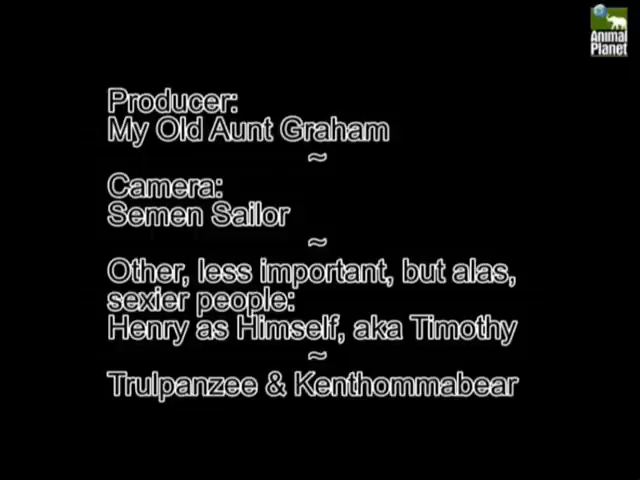 Animal
Planet
Producer:
My Old Aunt Graham
~
Camera:
Semen Sailor
~
Other, less important, but alas,
sexier people:
Henry as Himself, aka Timothy
~
Trulpanzee & Kenthommabear